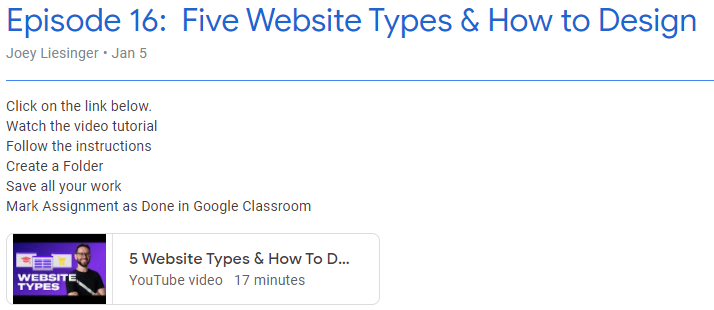 Episode 16:  Five Website Types & How to Design
Joey Liesinger • Jan 5
Click on the link below.
Watch the video tutorial
Follow the instructions
Create a Folder
Save all your work
Mark Assignment as Done in Google Classroom
WEBSITE
TYPES
5 Website Types & How To D...
YouTube video   17 minutes